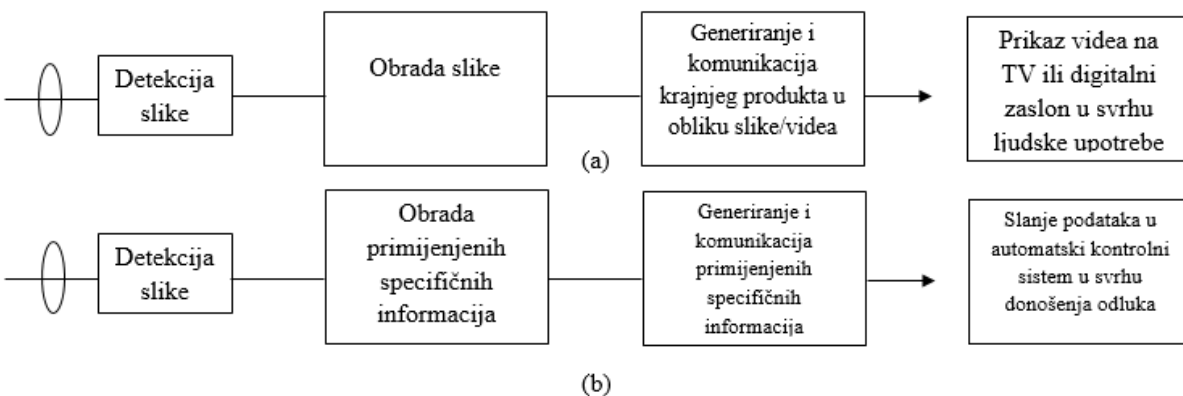 Detekcija
slike
Obrada slike
Generiranje i
komunikacija
krajnjeg produkta u
obliku slike/videa
Prikaz videa na
TV ili digitalni
zaslon u svrhu
ljudske upotrebe
(a)
Detekcija
slike
Obrada
primijenjenih
specifičnih
informacija
Generiranje i
komunikacija
primijenjenih
specifičnih
informacija
Slanje podataka u
automatski kontrolni
sistem u svrhu
donošenja odluka
(b)